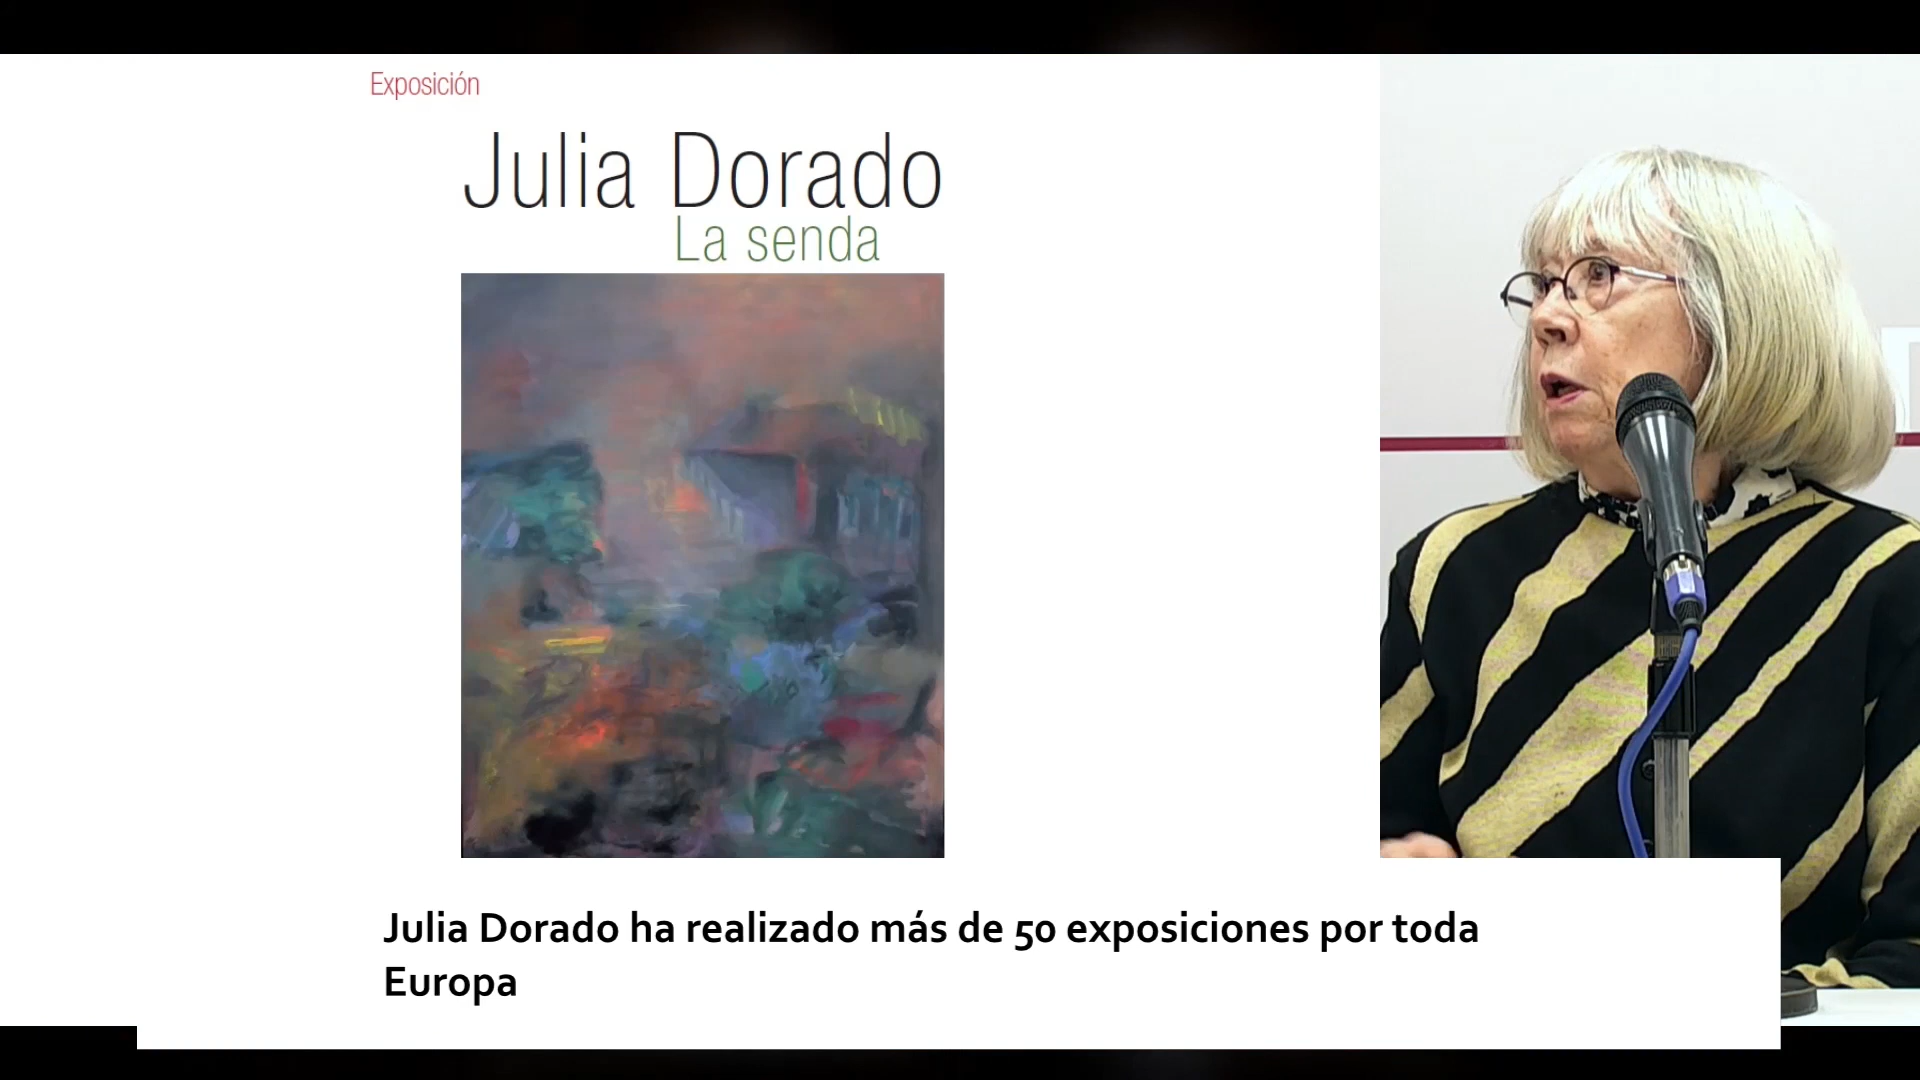 Exposición
Julia Dorado
La senda
Julia Dorado ha realizado más de 50 exposiciones por toda
Europa